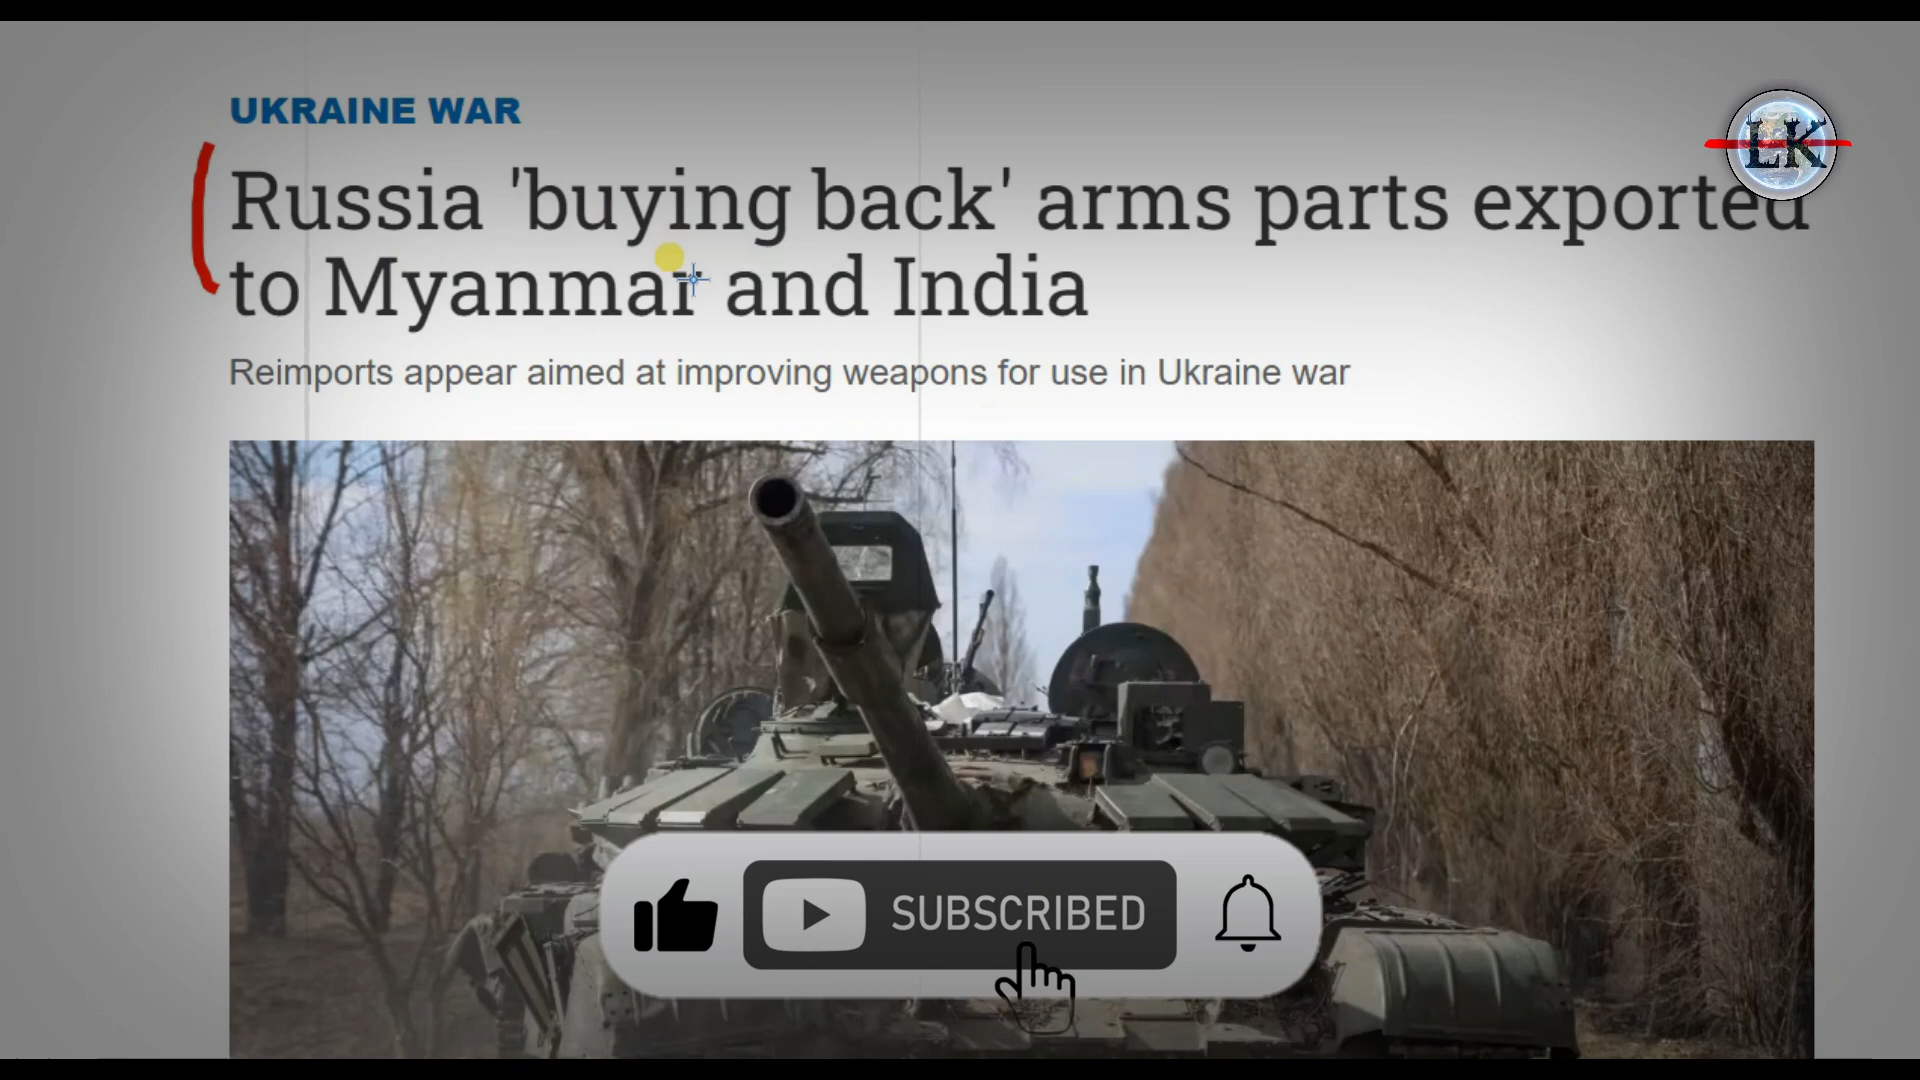 UKRAINE WAR
LK
Russia 'buying back' arms parts exported
to Myanmar and India
Reimports appear aimed at improving weapons for use in Ukraine war
SUBSCRIBED